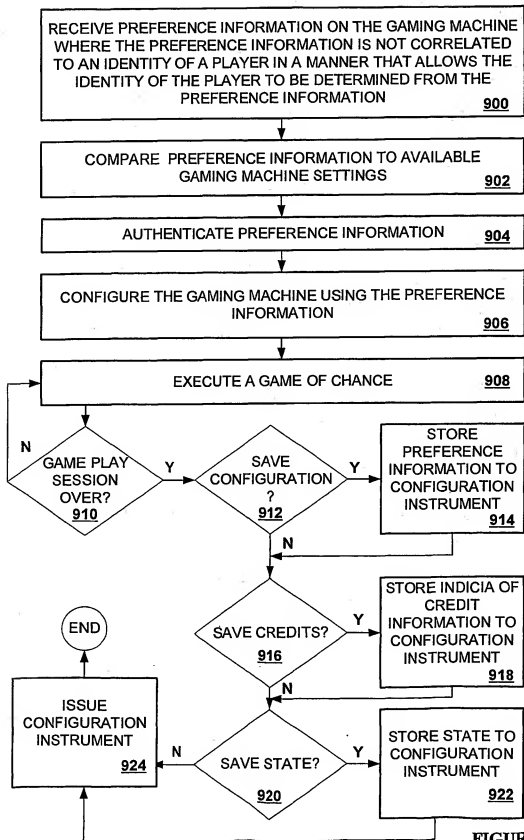 RECEIVE PREFERENCE INFORMATION ON THE GAMING MACHINE
WHERE THE PREFERENCE INFORMATION IS NOT CORRELATED
TO AN IDENTITY OF A PLAYER IN A MANNER THAT ALLOWS THE
IDENTITY OF THE PLAYER TO BE DETERMINED FROM THE
PREFERENCE INFORMATION
900
COMPARE PREFERENCE INFORMATION TO AVAILABLE
GAMING MACHINE SETTINGS
902
AUTHENTICATE PREFERENCE INFORMATION
904
CONFIGURE THE GAMING MACHINE USING THE PREFERENCE
INFORMATION
906
EXECUTE A GAME OF CHANCE
908
N
GAME PLAY
SESSION
OVER?
910
Y
SAVE
CONFIGURATION
?
912
Y
STORE
PREFERENCE
INFORMATION TO
CONFIGURATION
INSTRUMENT
914
N
SAVE CREDITS?
916
Y
STORE INDICIA OF
CREDIT
INFORMATION TO
CONFIGURATION
INSTRUMENT
918
N
END
ISSUE
CONFIGURATION
INSTRUMENT
924
N
SAVE STATE?
920
Y
STORE STATE TO
CONFIGURATION
INSTRUMENT
922
FIGURE